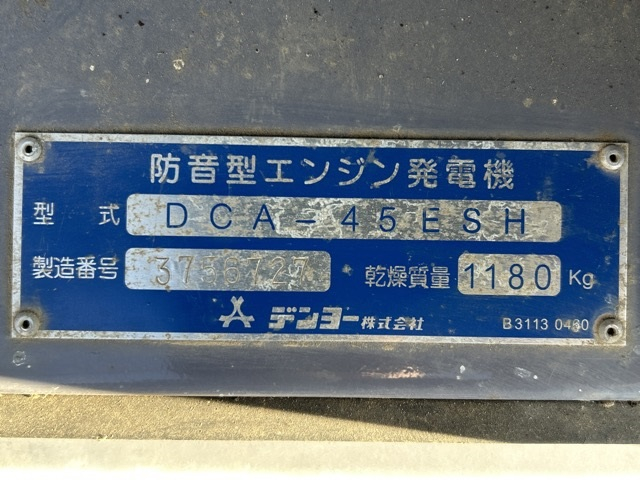 防音型エンジン発電機
型 式 DCA-45ESH
製造番号 乾燥質量 1180 Kg
デンヨー株式会社 B3113 0430